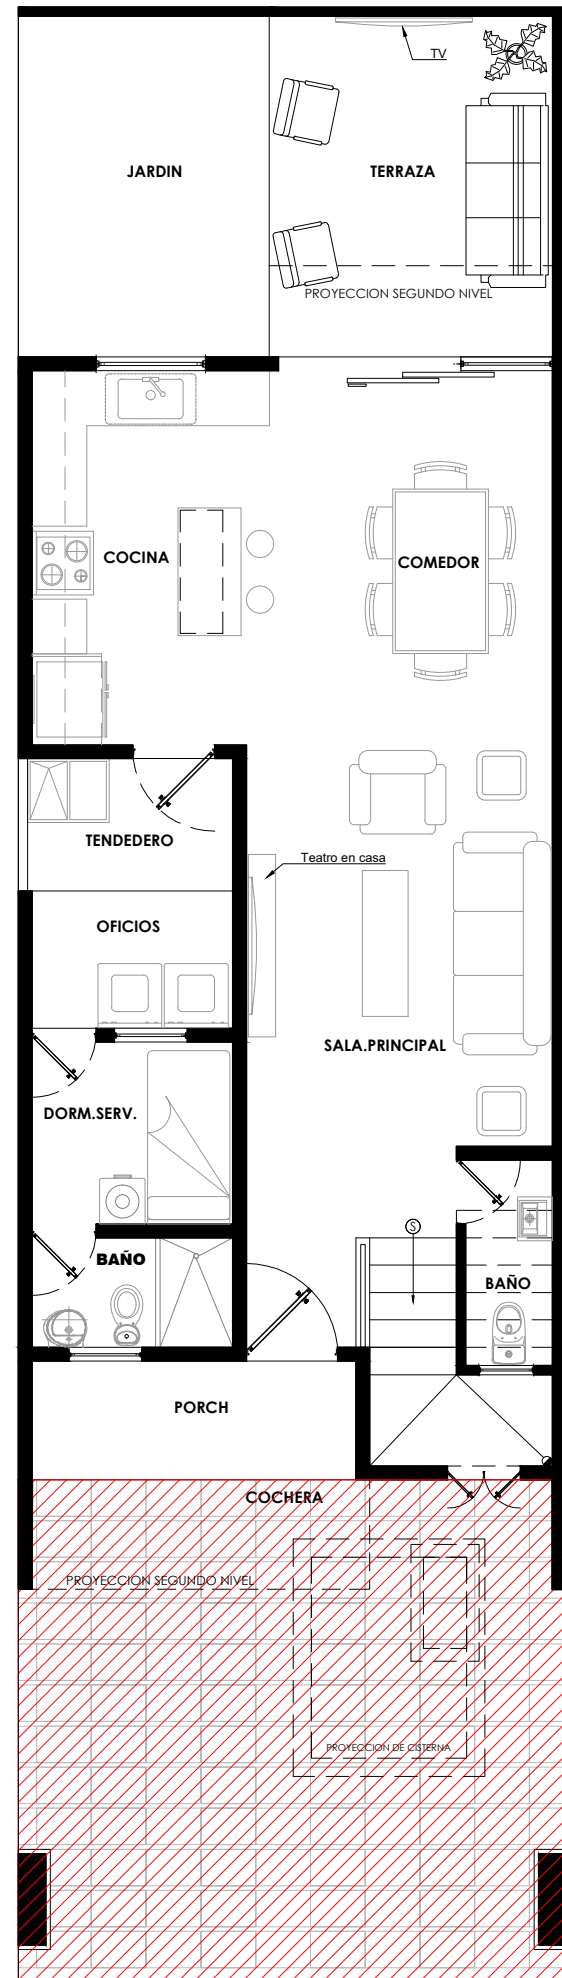 TV
JARDIN
TERRAZA
PROYECCION SEGUNDO NIVEL
COCINA
COMEDOR
TENDEDERO
Teatro en casa
OFICIOS
SALA.PRINCIPAL
DORM.SERV.
S
BAÑO
BAÑO
PORCH
COCHERA
PROYECCION SEGUNDO NIVEL
PROYECCION DE CISTERNA